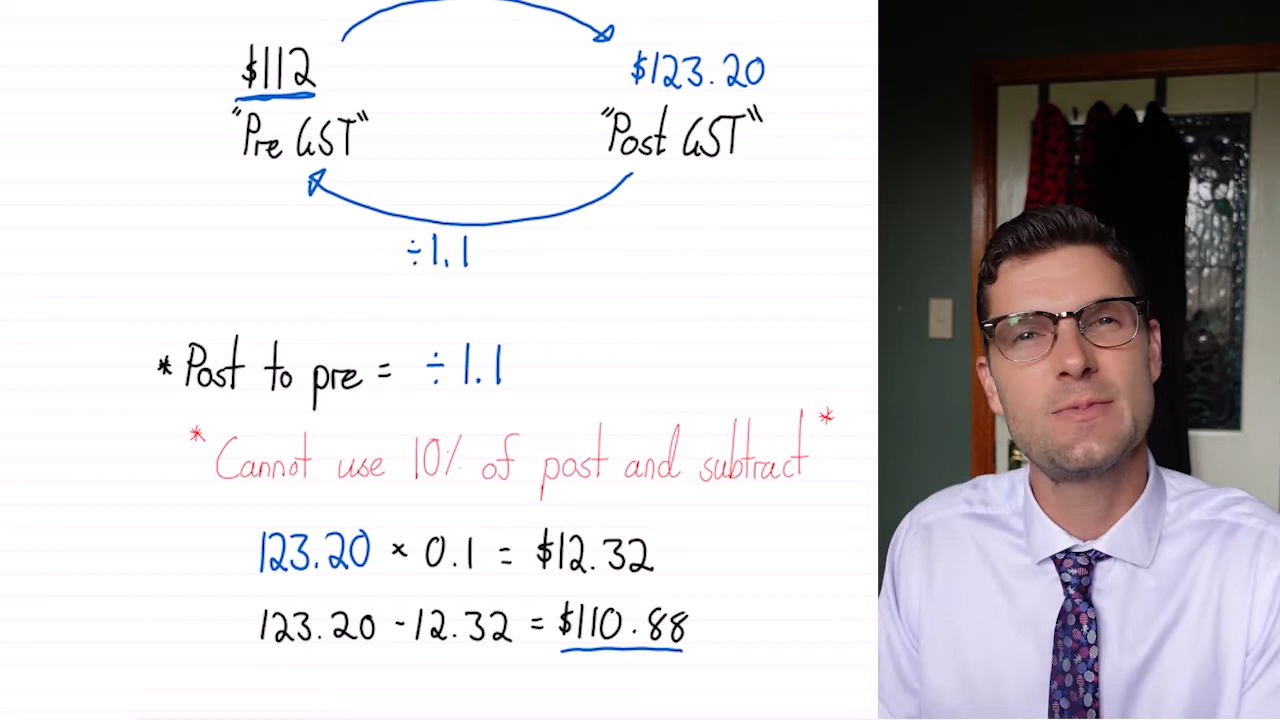 $112 $123.20
"Pre GST" "Post GST"
÷1.1
*Post to pre = ÷1.1
*Cannot use 10% of post and subtract*
123.20 × 0.1 = $12.32
123.20 - 12.32 = $110.88